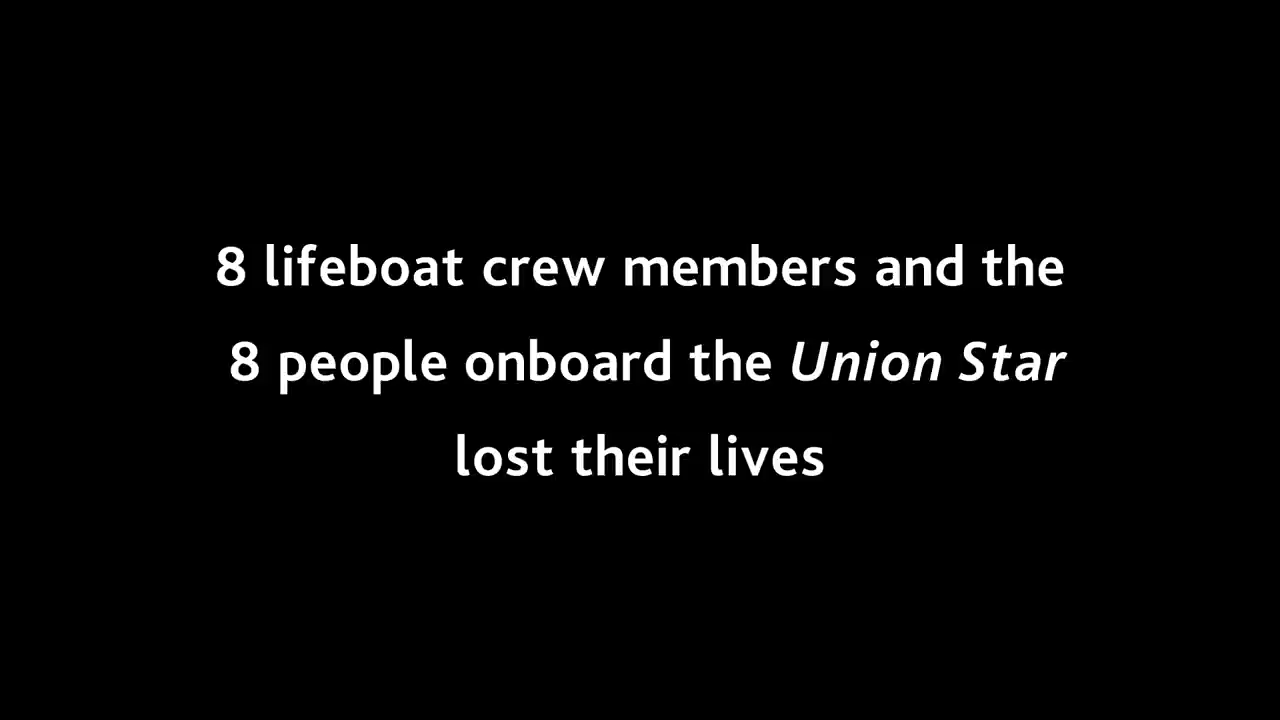 8 lifeboat crew members and the
8 people onboard the Union Star
lost their lives